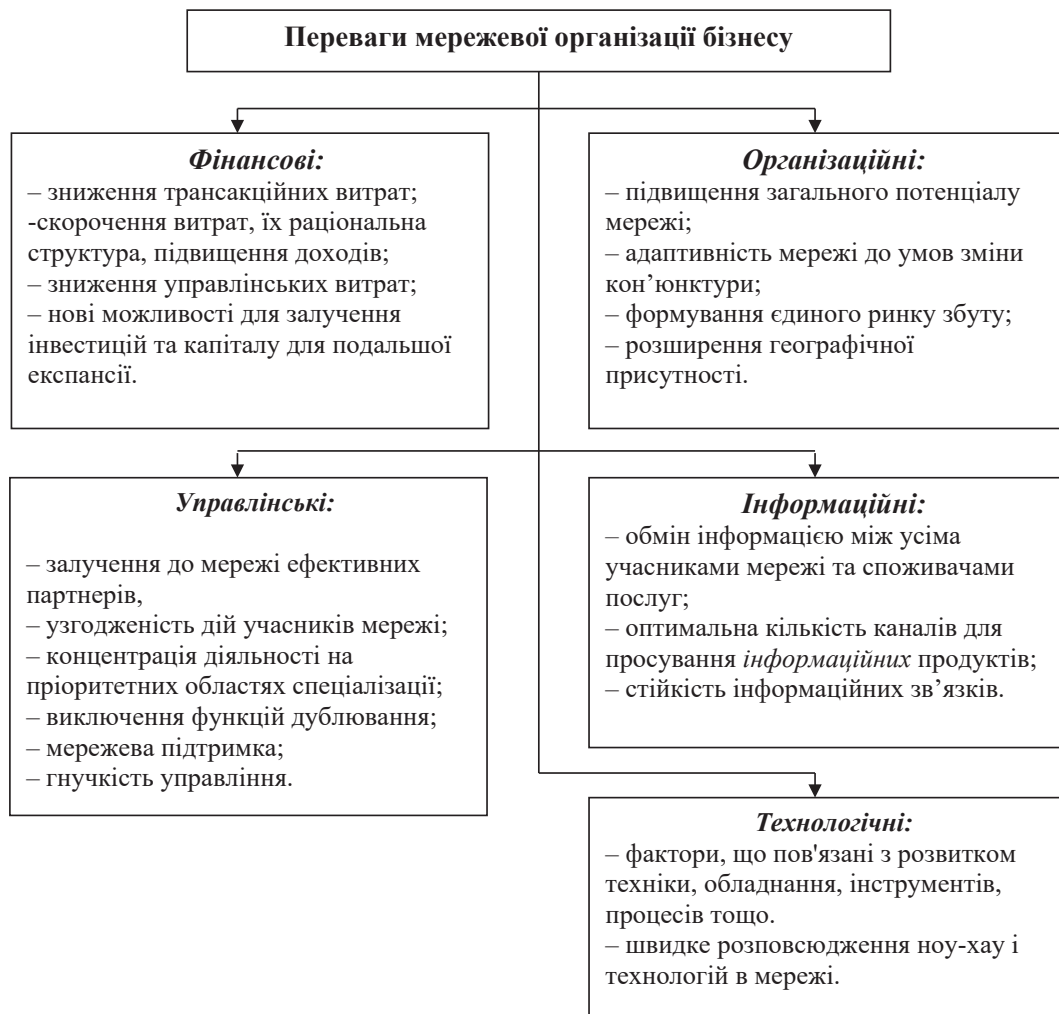 Переваги мережевої організації бізнесу
Фінансові:
– зниження трансакційних витрат;
-скорочення витрат, їх раціональна
структура, підвищення доходів;
– зниження управлінських витрат;
– нові можливості для залучення
інвестицій та капіталу для подальшої
експансії.
Організаційні:
– підвищення загального потенціалу
мережі;
– адаптивність мережі до умов зміни
кон’юнктури;
– формування єдиного ринку збуту;
– розширення географічної
присутності.
Управлінські:
– залучення до мережі ефективних
партнерів,
– узгодженість дій учасників мережі;
– концентрація діяльності на
пріоритетних областях спеціалізації;
– виключення функцій дублювання;
– мережева підтримка;
– гнучкість управління.
Інформаційні:
– обмін інформацією між усіма
учасниками мережі та споживачами
послуг;
– оптимальна кількість каналів для
просування інформаційних продуктів;
– стійкість інформаційних зв’язків.
Технологічні:
– фактори, що пов'язані з розвитком
техніки, обладнання, інструментів,
процесів тощо.
– швидке розповсюдження ноу-хау і
технологій в мережі.